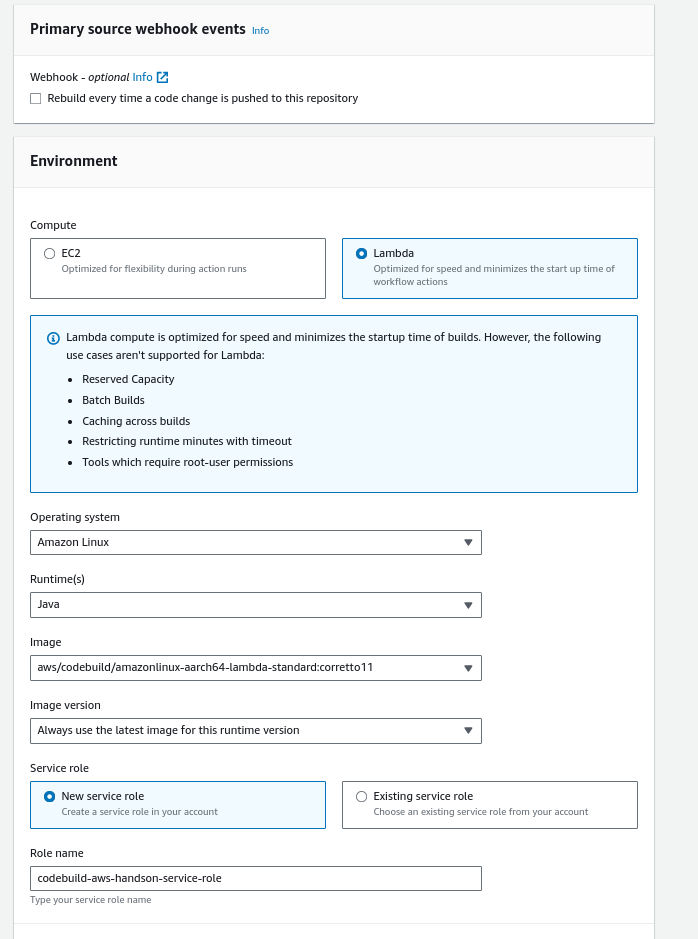 Primary source webhook events Info
Webhook - optional Info
Rebuild every time a code change is pushed to this repository
Environment
Compute
EC2
Optimized for flexibility during action runs
Lambda
Optimized for speed and minimizes the start up time of
workflow actions
Lambda compute is optimized for speed and minimizes the startup time of builds. However, the following
use cases aren't supported for Lambda:
• Reserved Capacity
• Batch Builds
• Caching across builds
• Restricting runtime minutes with timeout
• Tools which require root-user permissions
Operating system
Amazon Linux
Runtime(s)
Java
Image
aws/codebuild/amazonlinux-aarch64-lambda-standard:corretto11
Image version
Always use the latest image for this runtime version
Service role
New service role
Create a service role in your account
Existing service role
Choose an existing service role from your account
Role name
codebuild-aws-handson-service-role
Type your service role name